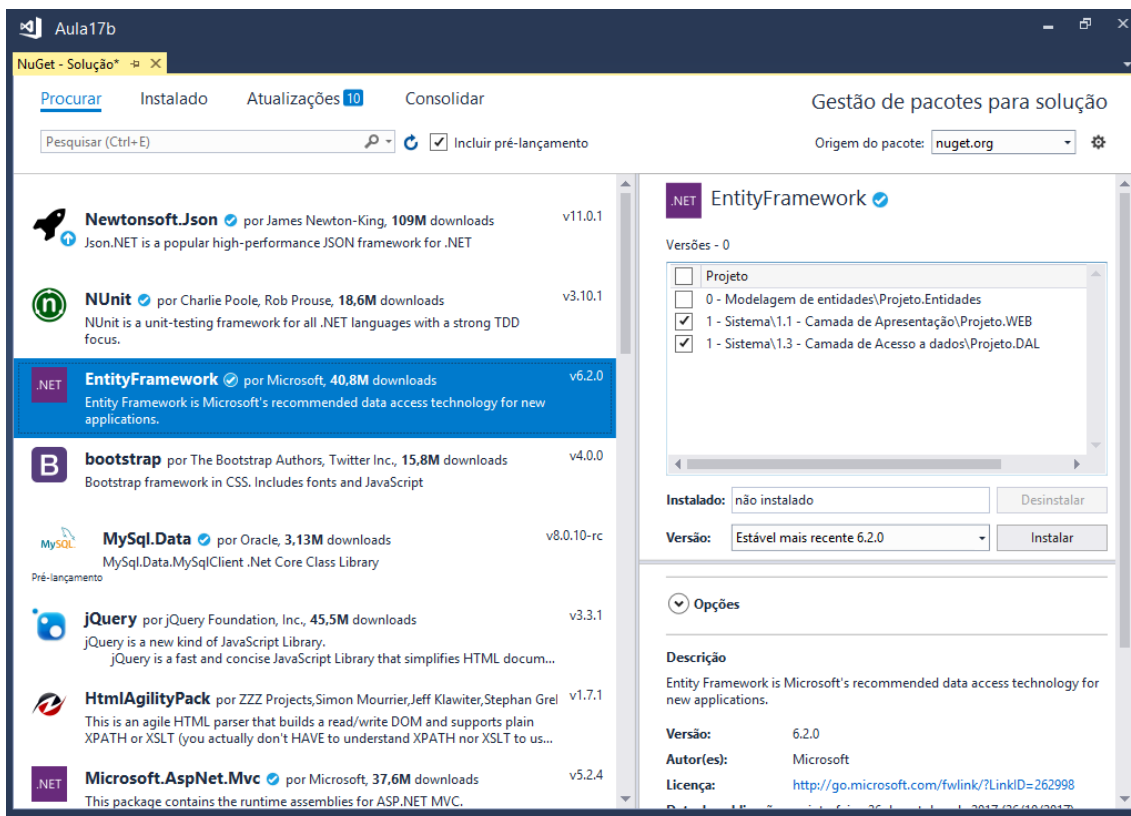 Aula17b
NuGet - Solução*
Procurar Instalado Atualizações 10 Consolidar
Gestão de pacotes para solução
Pesquisar (Ctrl+E)
Incluir pré-lançamento
Origem do pacote: nuget.org
Newtonsoft.Json por James Newton-King, 109M downloads v11.0.1
Json.NET is a popular high-performance JSON framework for .NET
n
NUnit por Charlie Poole, Rob Prouse, 18,6M downloads v3.10.1
NUnit is a unit-testing framework for all .NET languages with a strong TDD
focus.
.NET
EntityFramework por Microsoft, 40,8M downloads v6.2.0
Entity Framework is Microsoft's recommended data access technology for new
applications.
B
bootstrap por The Bootstrap Authors, Twitter Inc., 15,8M downloads v4.0.0
Bootstrap framework in CSS. Includes fonts and JavaScript
MySQL
Pré-lançamento
MySql.Data por Oracle, 3,13M downloads v8.0.10-rc
MySql.Data.MySqlClient .Net Core Class Library
jQuery por jQuery Foundation, Inc., 45,5M downloads v3.3.1
jQuery is a new kind of JavaScript Library.
jQuery is a fast and concise JavaScript Library that simplifies HTML docum...
HtmlAgilityPack por ZZZ Projects,Simon Mourrier,Jeff Klawiter,Stephan Grel v1.7.1
This is an agile HTML parser that builds a read/write DOM and supports plain
XPATH or XSLT (you actually don't HAVE to understand XPATH nor XSLT to us...
.NET
Microsoft.AspNet.Mvc por Microsoft, 37,6M downloads v5.2.4
This package contains the runtime assemblies for ASP.NET MVC.
.NET
EntityFramework
Versões - 0
Projeto
0 - Modelagem de entidades\Projeto.Entidades
1 - Sistema\1.1 - Camada de Apresentação\Projeto.WEB
1 - Sistema\1.3 - Camada de Acesso a dados\Projeto.DAL
Instalado: não instalado Desinstalar
Versão: Estável mais recente 6.2.0 Instalar
Opções
Descrição
Entity Framework is Microsoft's recommended data access technology for
new applications.
Versão: 6.2.0
Autor(es): Microsoft
Licença: http://go.microsoft.com/fwlink/?LinkID=262998